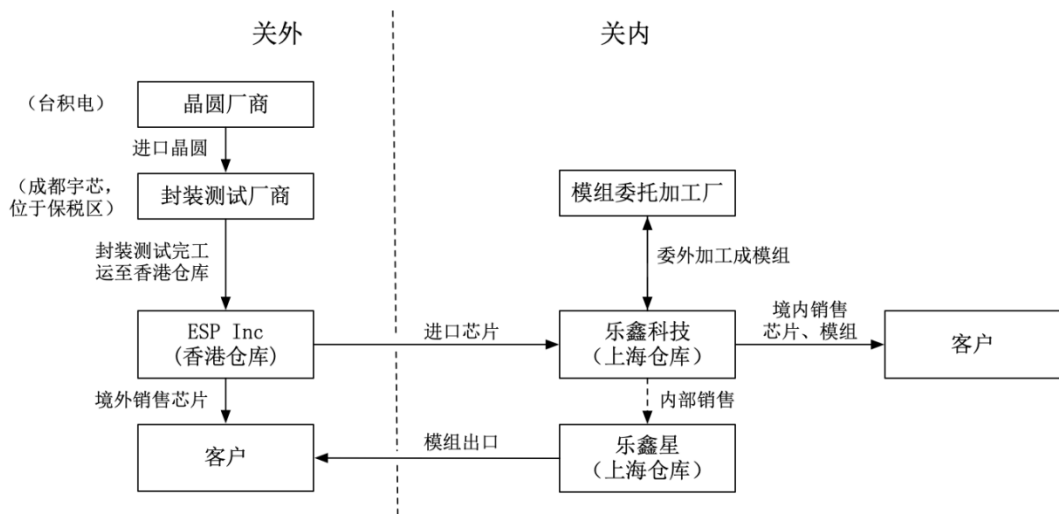 关外
关内
（台积电）
晶圆厂商
进口晶圆
（成都宇芯，
位于保税区）
封装测试厂商
模组委托加工厂
封装测试完工
运至香港仓库
委外加工成模组
ESP Inc
(香港仓库)
进口芯片
乐鑫科技
（上海仓库）
境内销售
芯片、模组
客户
境外销售芯片
内部销售
客户
模组出口
乐鑫星
（上海仓库）